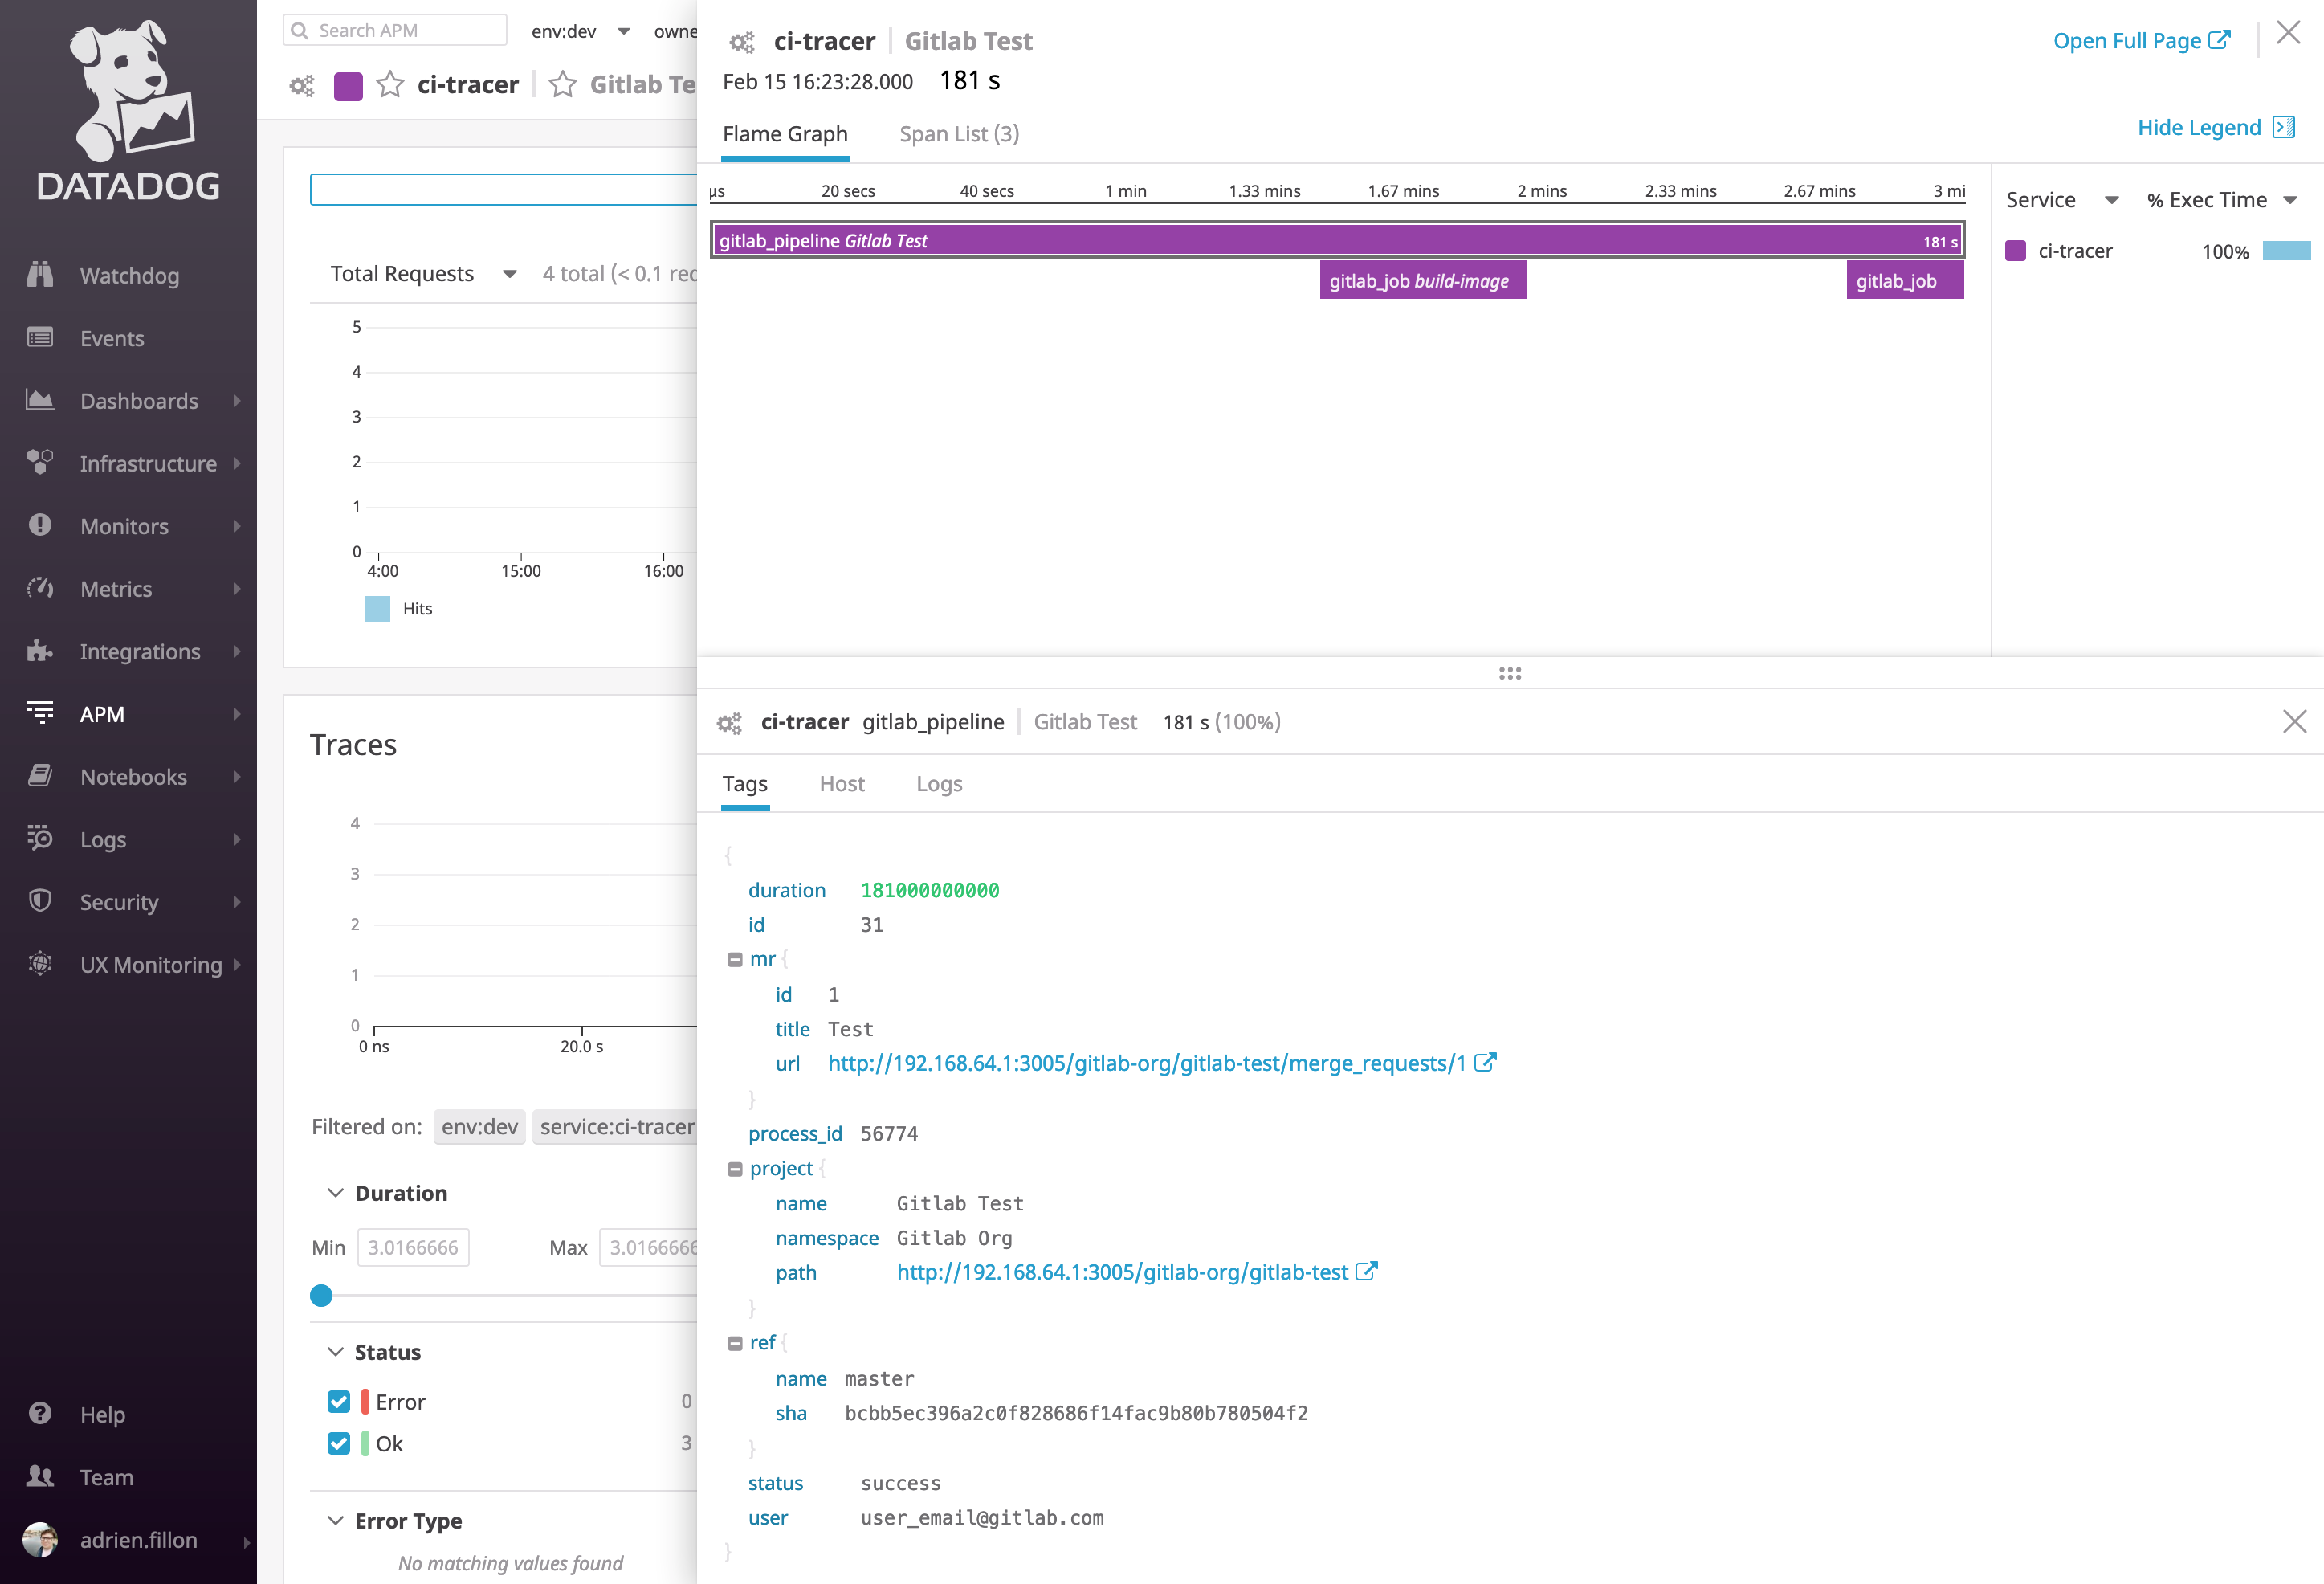 DATADOG
Watchdog
Events
Dashboards
Infrastructure
Monitors
Metrics
Integrations
APM
Notebooks
Logs
Security
UX Monitoring
Help
Team
adrien.fillon
Search APM
env:dev
owne
ci-tracer
Gitlab Te
Total Requests
4 total (< 0.1 req
5
4
3
2
1
0
4:00 15:00 16:00
Hits
Traces
4
3
2
1
0
0 ns 20.0 s
Filtered on: env:dev service:ci-tracer
Duration
Min 3.0166666 Max 3.0166666
Status
Error 0
Ok 3
Error Type
No matching values found
ci-tracer Gitlab Test
Open Full Page
Feb 15 16:23:28.000 181 s
Flame Graph Span List (3)
Hide Legend
µs 20 secs 40 secs 1 min 1.33 mins 1.67 mins 2 mins 2.33 mins 2.67 mins 3 mi
gitlab_pipeline Gitlab Test 181 s
gitlab_job build-image gitlab_job
Service % Exec Time
ci-tracer 100%
ci-tracer gitlab_pipeline Gitlab Test 181 s (100%)
Tags Host Logs
{
duration 181000000000
id 31
mr {
id 1
title Test
url http://192.168.64.1:3005/gitlab-org/gitlab-test/merge_requests/1
}
process_id 56774
project {
name Gitlab Test
namespace Gitlab Org
path http://192.168.64.1:3005/gitlab-org/gitlab-test
}
ref {
name master
sha bcbb5ec396a2c0f828686f14fac9b80b780504f2
}
status success
user user_email@gitlab.com
}